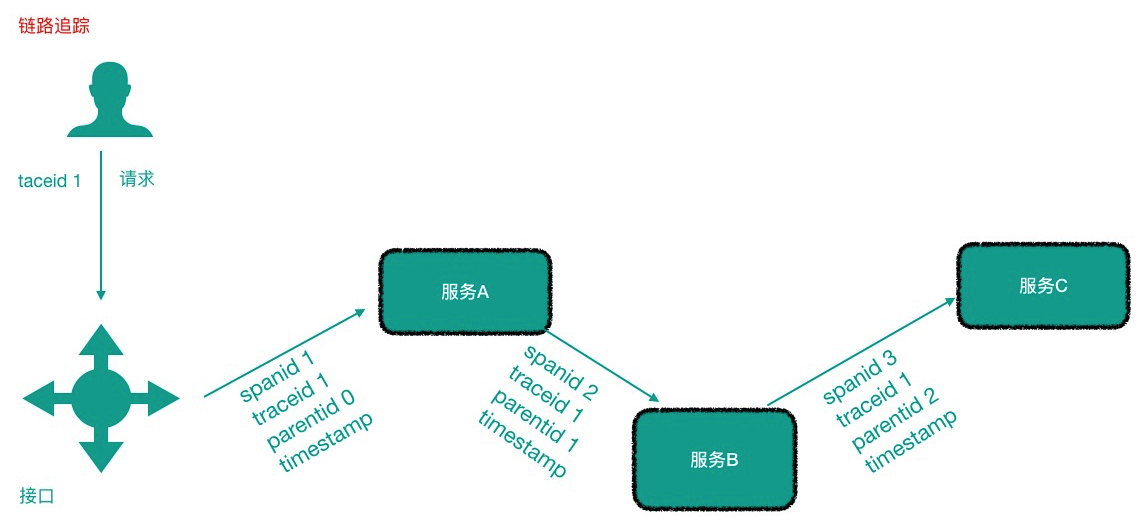 链路追踪
taceid 1
请求
接口
spanid 1
traceid 1
parentid 0
timestamp
服务A
spanid 2
traceid 1
parentid 1
timestamp
服务B
spanid 3
traceid 1
parentid 2
timestamp
服务C